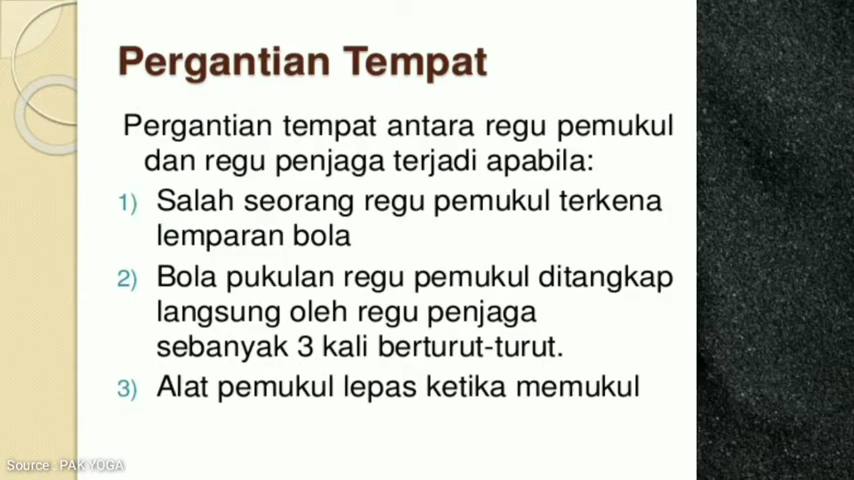 Pergantian Tempat
Pergantian tempat antara regu pemukul
dan regu penjaga terjadi apabila:
1) Salah seorang regu pemukul terkena
lemparan bola
2) Bola pukulan regu pemukul ditangkap
langsung oleh regu penjaga
sebanyak 3 kali berturut-turut.
3) Alat pemukul lepas ketika memukul
Source : PAK YOGA